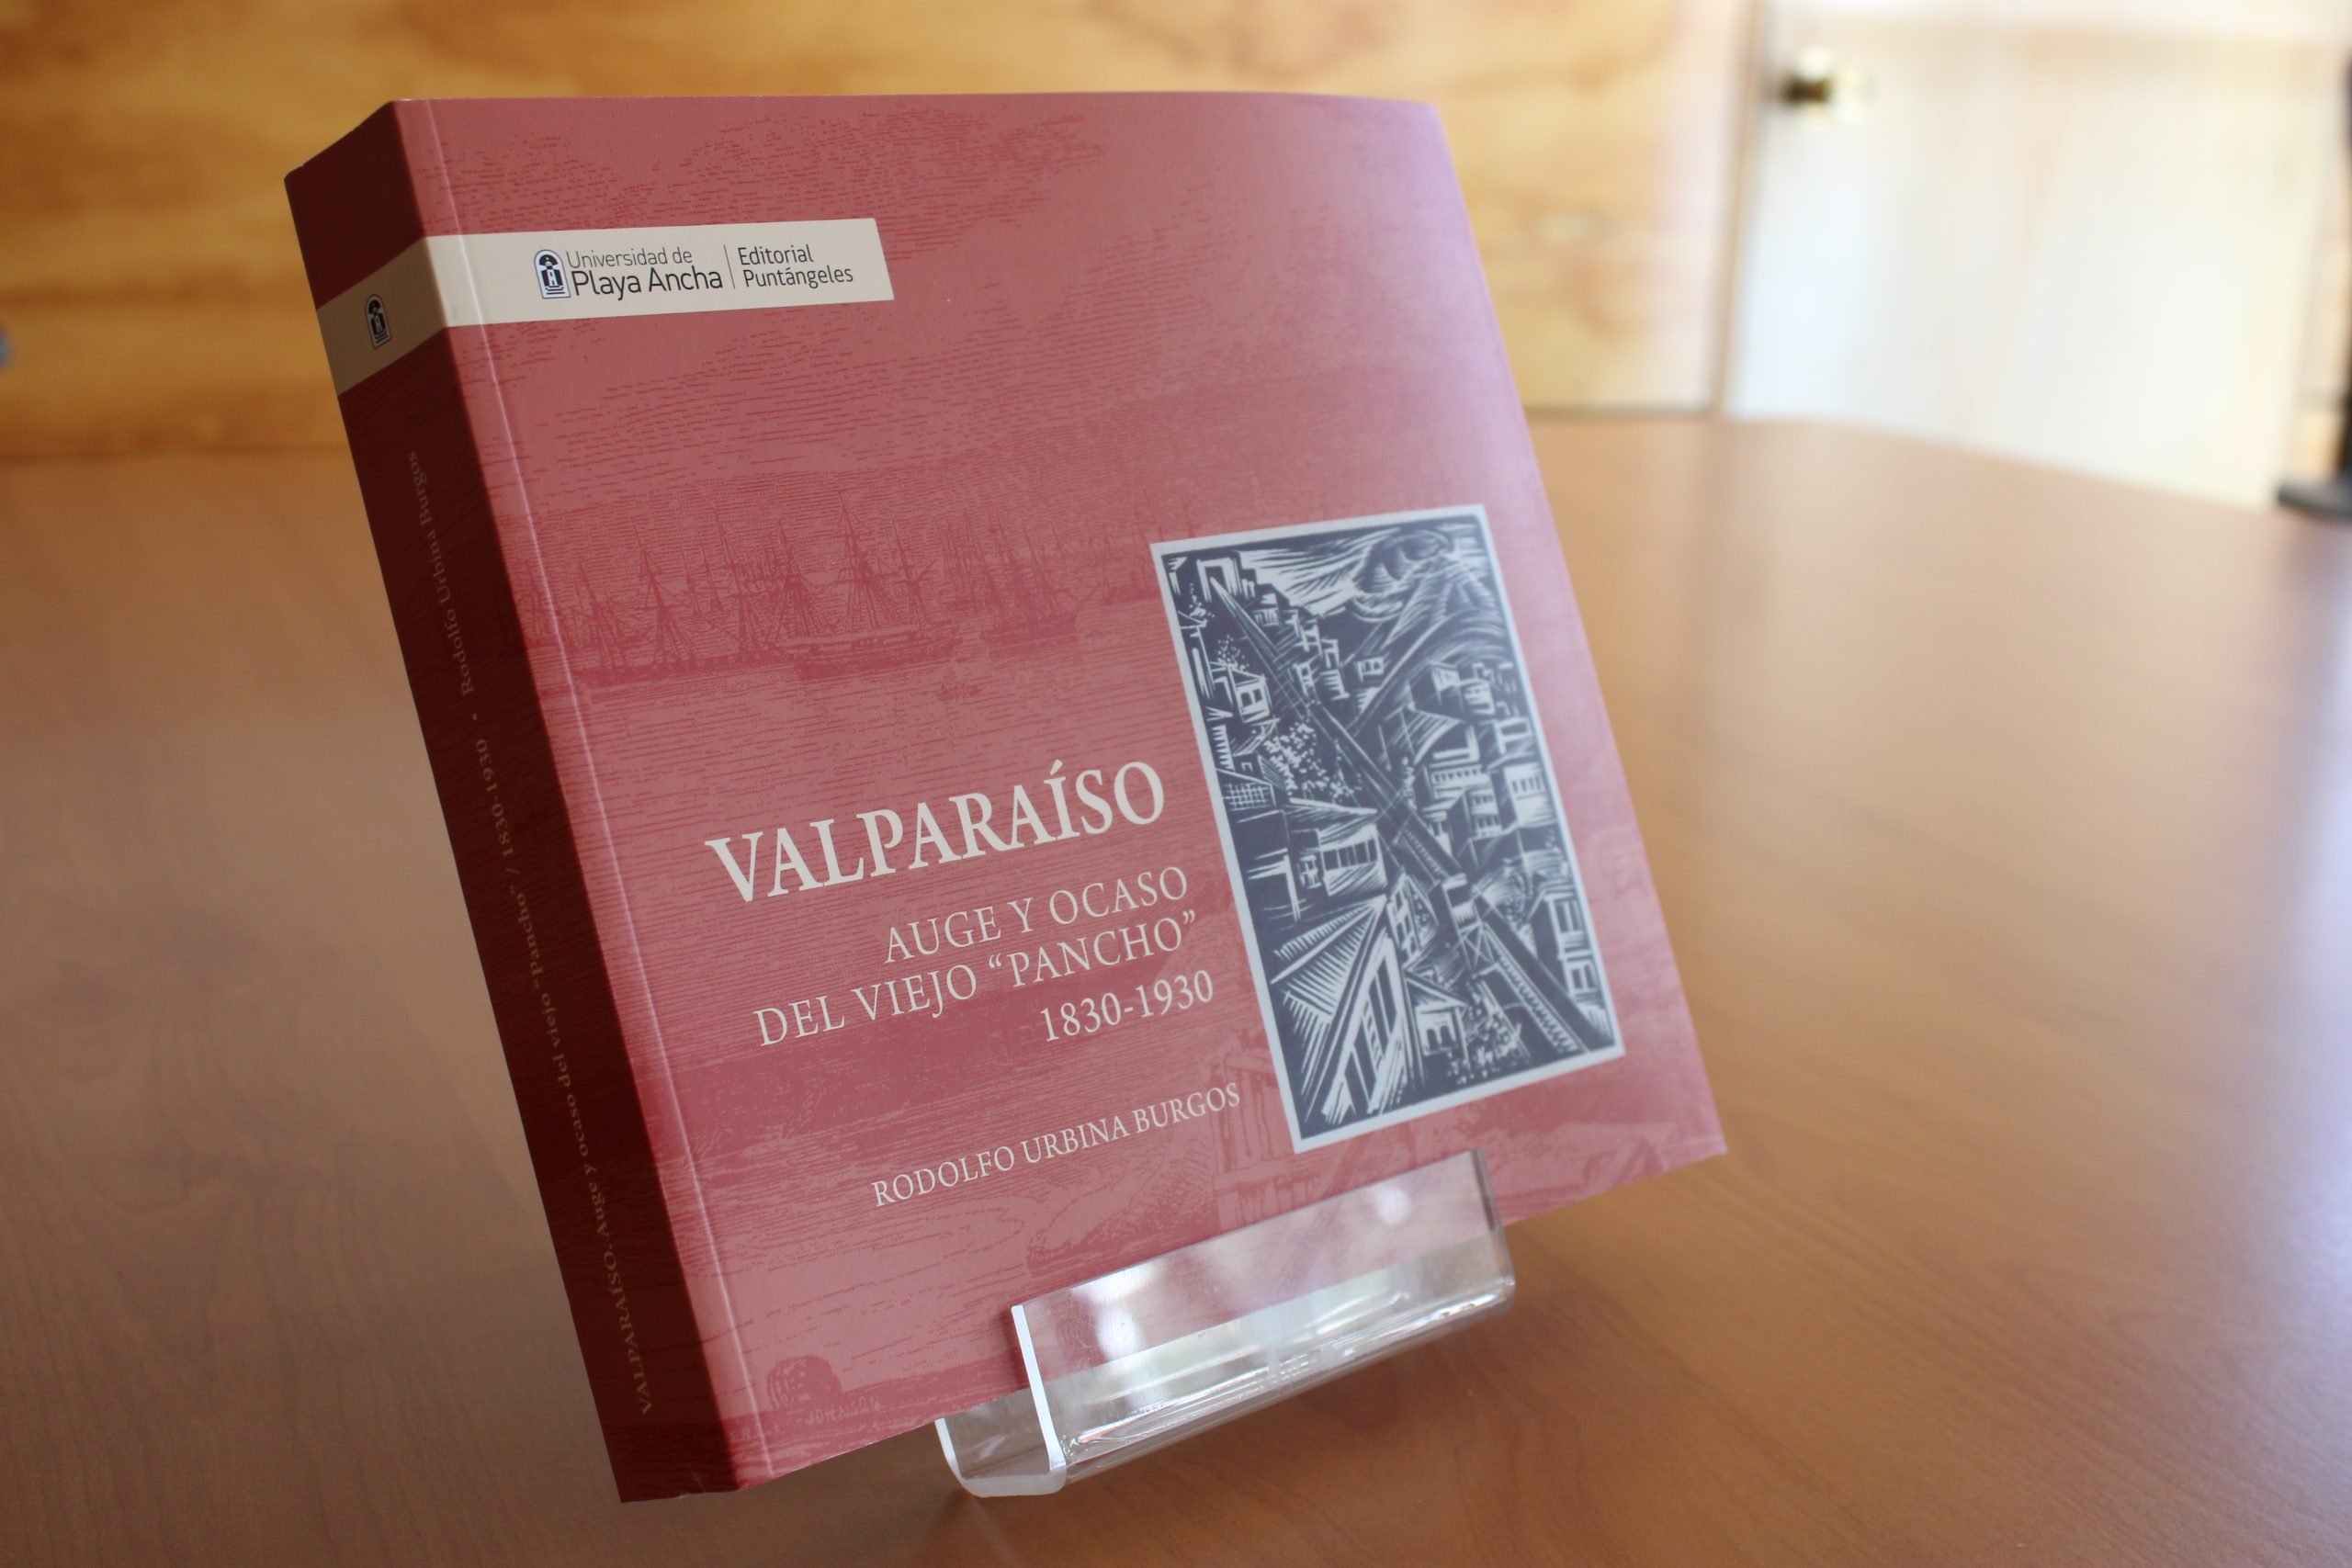 Universidad de
Playa Ancha
Editorial
Puntángeles
VALPARAÍSO
AUGE Y OCASO
DEL VIEJO “PANCHO”
1830-1930
RODOLFO URBINA BURGOS
VALPARAÍSO. Auge y ocaso del viejo “Pancho” / 1830-1930 • Rodolfo Urbina Burgos